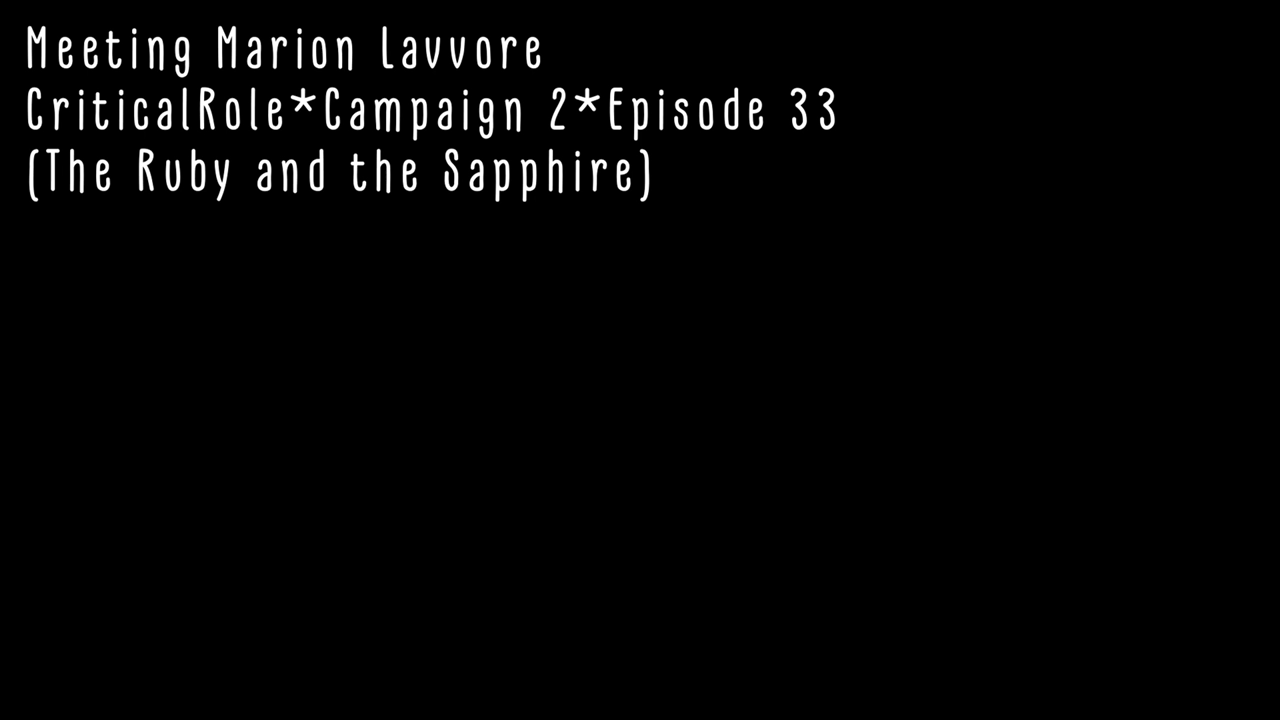 Meeting Marion Lavvore
CriticalRole*Campaign 2*Episode 33
(The Ruby and the Sapphire)